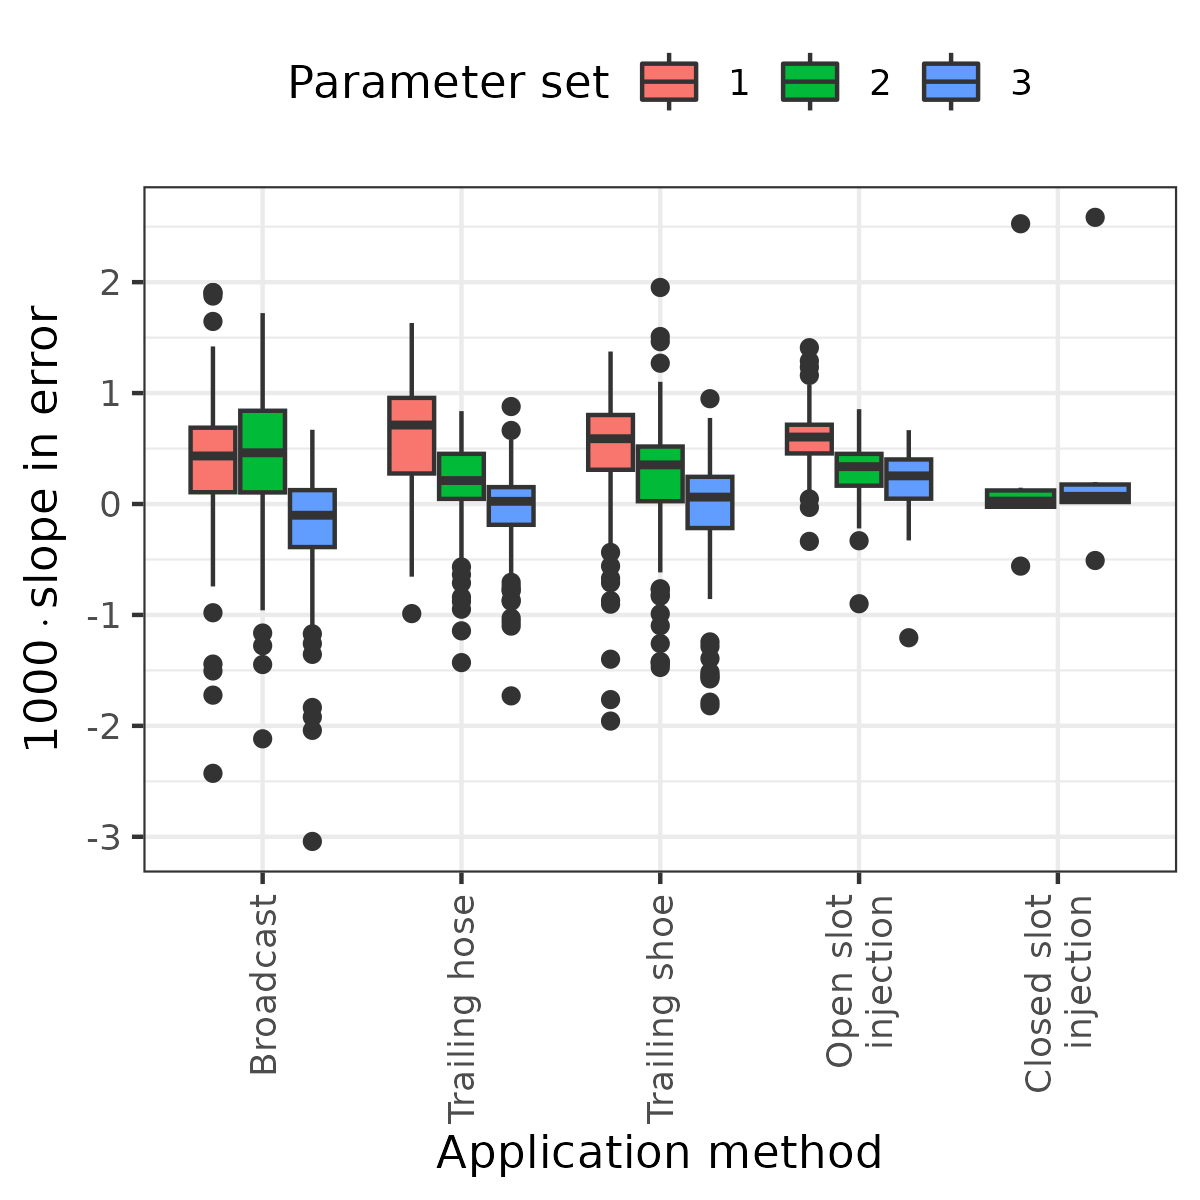 Parameter set 1 2 3
1000·slope in error
2
1
0
-1
-2
-3
Broadcast
Trailing hose
Trailing shoe
Open slot
injection
Closed slot
injection
Application method